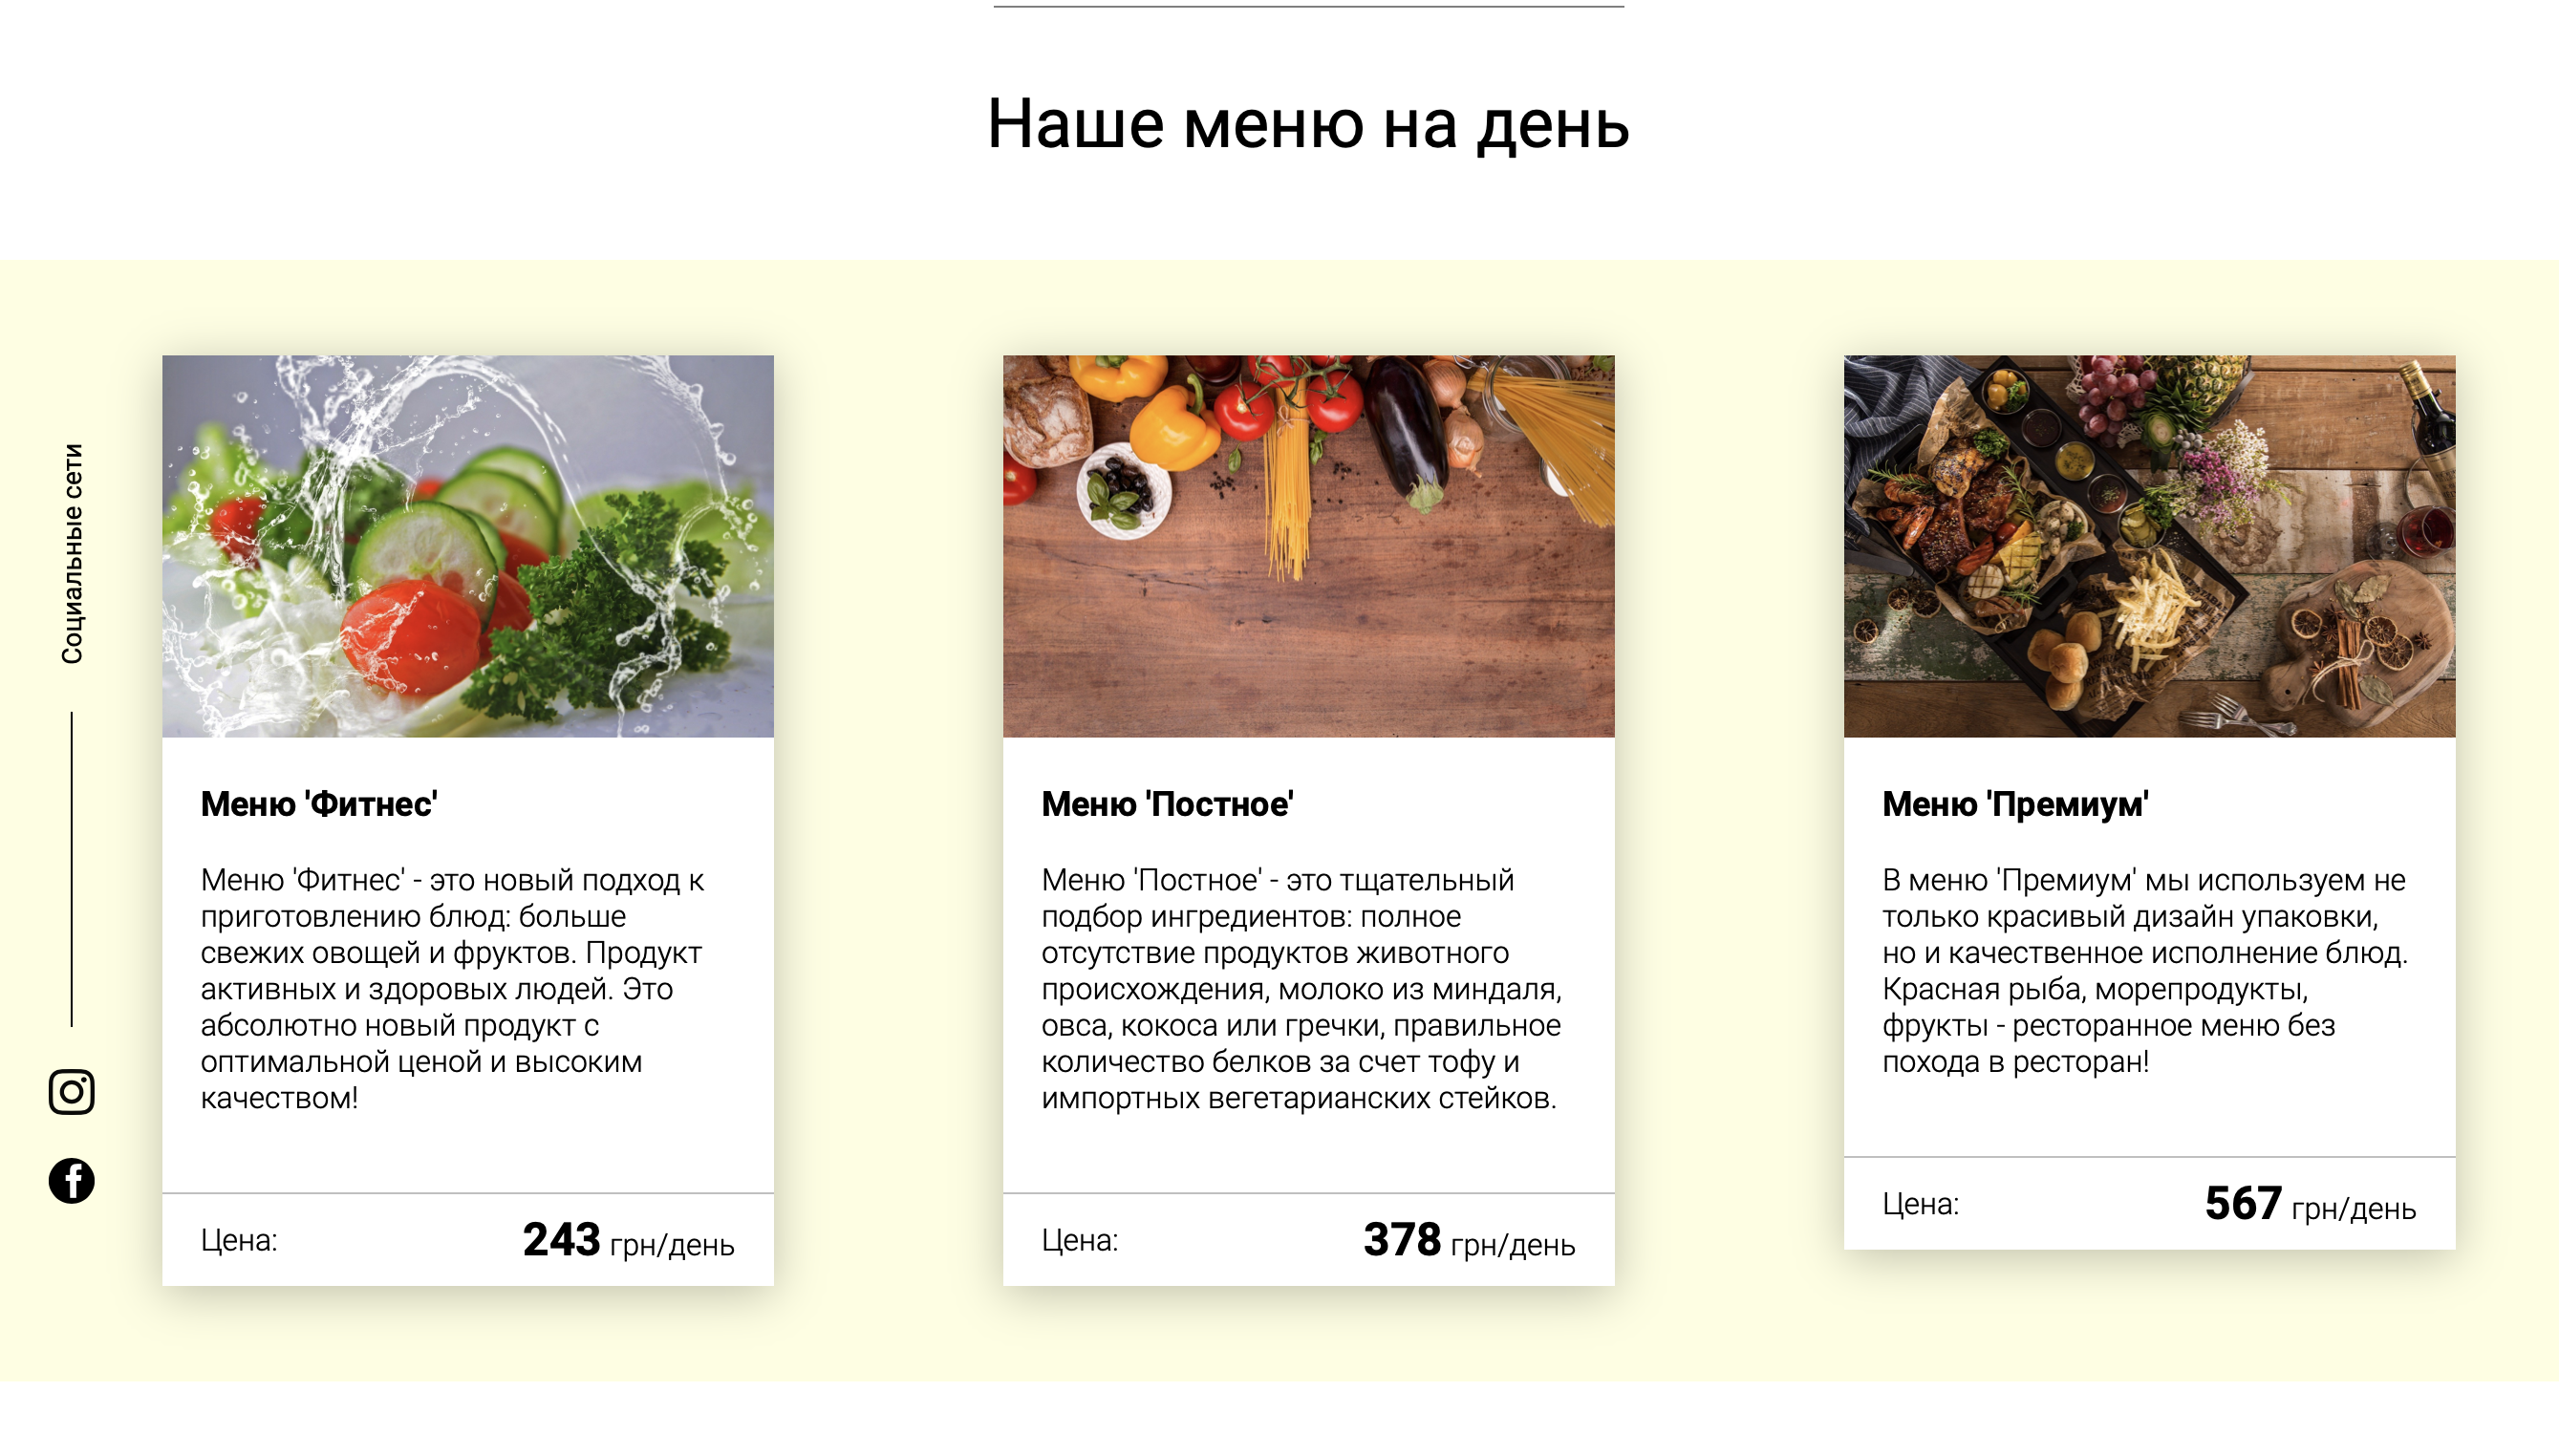 Наше меню на день
Социальные сети
Меню 'Фитнес'
Меню 'Фитнес' - это новый подход к
приготовлению блюд: больше
свежих овощей и фруктов. Продукт
активных и здоровых людей. Это
абсолютно новый продукт с
оптимальной ценой и высоким
качеством!
Цена:
243 грн/день
Меню 'Постное'
Меню 'Постное' - это тщательный
подбор ингредиентов: полное
отсутствие продуктов животного
происхождения, молоко из миндаля,
овса, кокоса или гречки, правильное
количество белков за счет тофу и
импортных вегетарианских стейков.
Цена:
378 грн/день
Меню 'Премиум'
В меню 'Премиум' мы используем не
только красивый дизайн упаковки,
но и качественное исполнение блюд.
Красная рыба, морепродукты,
фрукты - ресторанное меню без
похода в ресторан!
Цена:
567 грн/день